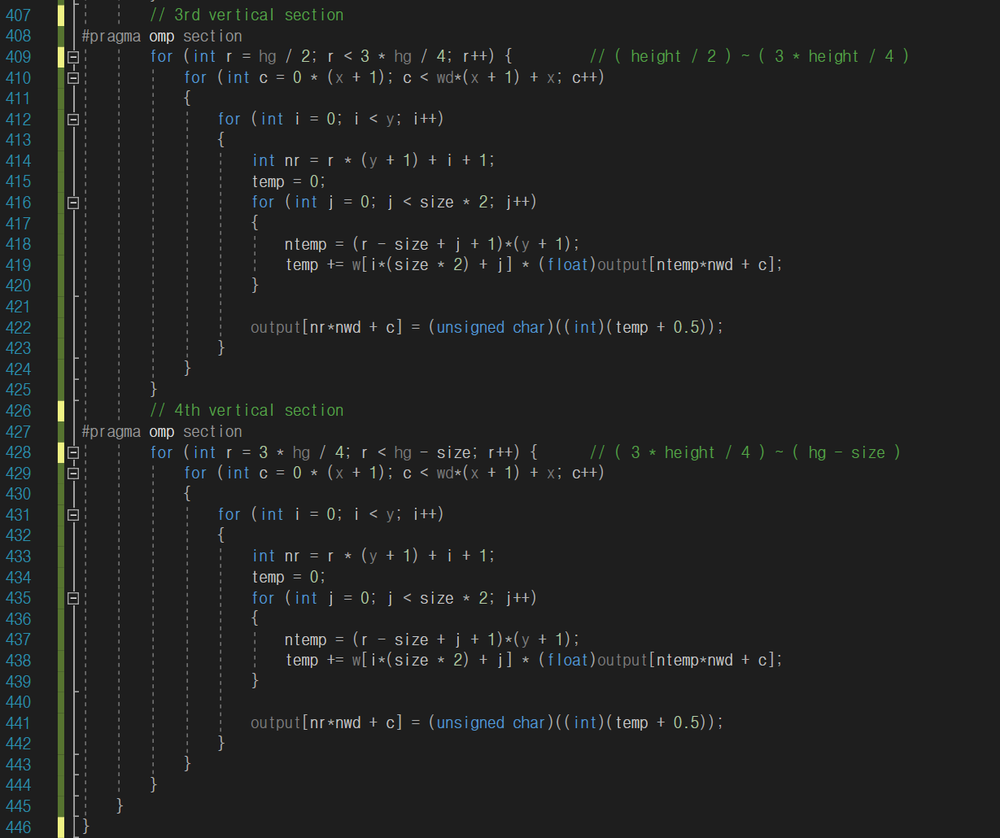 407 // 3rd vertical section
408 #pragma omp section
409 for (int r = hg / 2; r < 3 * hg / 4; r++) { // ( height / 2 ) ~ ( 3 * height / 4 )
410 for (int c = 0 * (x + 1); c < wd*(x + 1) + x; c++)
411 {
412 for (int i = 0; i < y; i++)
413 {
414 int nr = r * (y + 1) + i + 1;
415 temp = 0;
416 for (int j = 0; j < size * 2; j++)
417 {
418 ntemp = (r - size + j + 1)*(y + 1);
419 temp += w[i*(size * 2) + j] * (float)output[ntemp*nwd + c];
420 }
421
422 output[nr*nwd + c] = (unsigned char)((int)(temp + 0.5));
423 }
424 }
425 }
426 // 4th vertical section
427 #pragma omp section
428 for (int r = 3 * hg / 4; r < hg - size; r++) { // ( 3 * height / 4 ) ~ ( hg - size )
429 for (int c = 0 * (x + 1); c < wd*(x + 1) + x; c++)
430 {
431 for (int i = 0; i < y; i++)
432 {
433 int nr = r * (y + 1) + i + 1;
434 temp = 0;
435 for (int j = 0; j < size * 2; j++)
436 {
437 ntemp = (r - size + j + 1)*(y + 1);
438 temp += w[i*(size * 2) + j] * (float)output[ntemp*nwd + c];
439 }
440
441 output[nr*nwd + c] = (unsigned char)((int)(temp + 0.5));
442 }
443 }
444 }
445 }
446 }